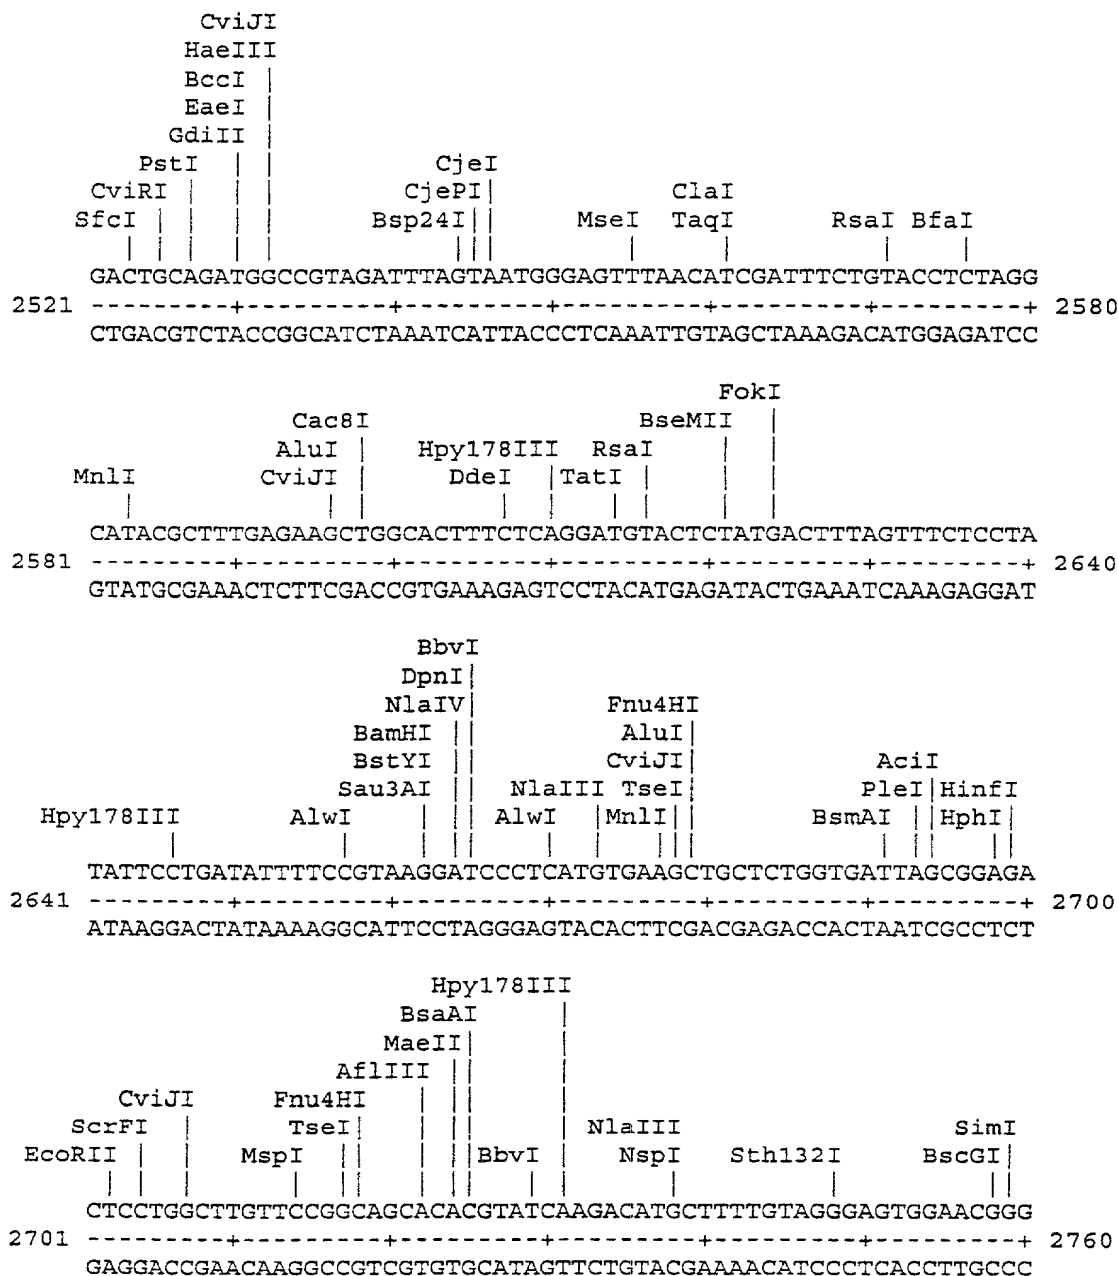 CviJI
HaeIII
BccI
EaeI
GdiII
PstI CjeI
CviRI CjePI ClaI
SfcI Bsp24I MseI TaqI RsaI BfaI
GACTGCAGATGGCCGTAGATTTAGTAATGGGAGTTTAACATCGATTTCTGTACCTCTAGG
2521 ---------+---------+---------+---------+---------+---------+ 2580
CTGACGTCTACCGGCATCTAAATCATTACCCTCAAATTGTAGCTAAAGACATGGAGATCC
FokI
Cac8I BseMII
AluI Hpy178III RsaI
MnlI CviJI DdeI TatI
CATACGCTTTGAGAAGCTGGCACTTTCTCAGGATGTACTCTATGACTTTAGTTTCTCCTA
2581 ---------+---------+---------+---------+---------+---------+ 2640
GTATGCGAAACTCTTCGACCGTGAAAGAGTCCTACATGAGATACTGAAATCAAAGAGGAT
BbvI
DpnI
NlaIV Fnu4HI
BamHI AluI
BstYI CviJI AciI
Sau3AI NlaIII TseI PleI HinfI
Hpy178III AlwI AlwI MnlI BsmAI HphI
TATTCCTGATATTTTCCGTAAGGATCCCTCATGTGAAGCTGCTCTGGTGATTAGCGGAGA
2641 ---------+---------+---------+---------+---------+---------+ 2700
ATAAGGACTATAAAAGGCATTCCTAGGGAGTACACTTCGACGAGACCACTAATCGCCTCT
Hpy178III
BsaAI
MaeII
AflIII
CviJI Fnu4HI
ScrFI TseI NlaIII SimI
EcoRII MspI BbvI NspI Sth132I BscGI
CTCCTGGCTTGTTCCGGCAGCACACGTATCAAGACATGCTTTTGTAGGGAGTGGAACGGG
2701 ---------+---------+---------+---------+---------+---------+ 2760
GAGGACCGAACAAGGCCGTCGTGTGCATAGTTCTGTACGAAAACATCCCTCACCTTGCCC